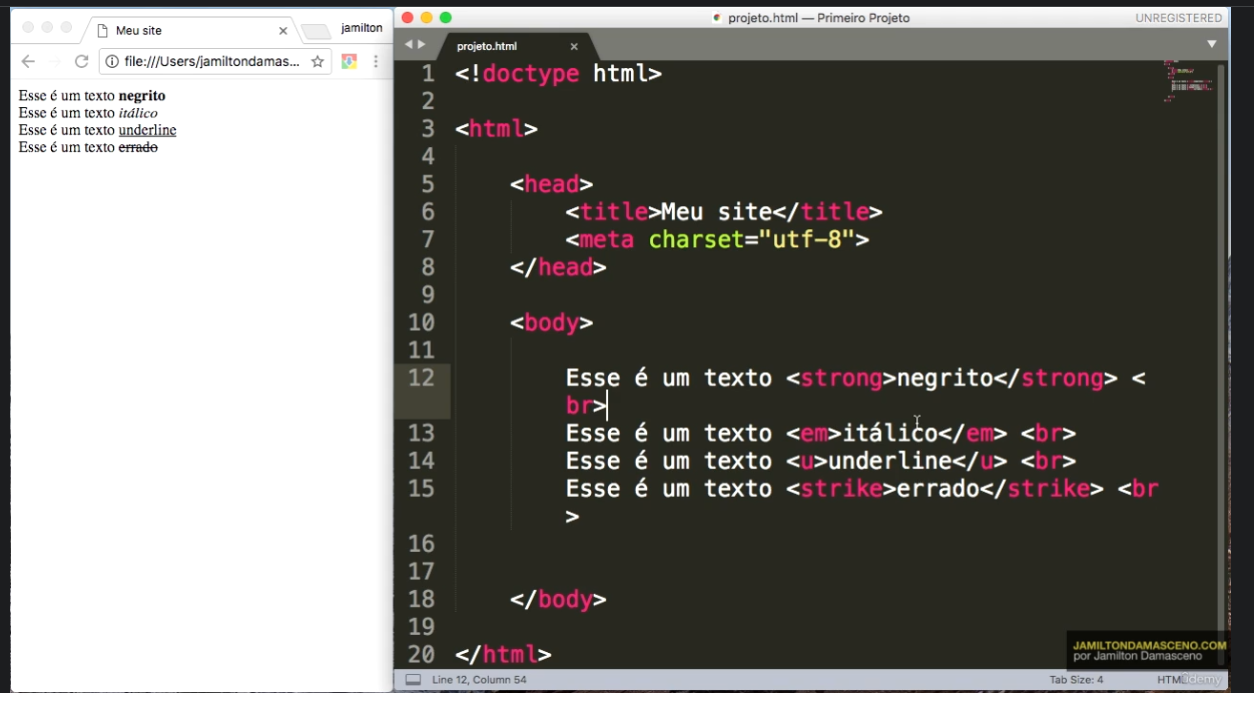 Meu site
jamilton
file:///Users/jamiltondamas...
Esse é um texto negrito
Esse é um texto itálico
Esse é um texto underline
Esse é um texto errado
projeto.html — Primeiro Projeto
UNREGISTERED
projeto.html
1 <!doctype html>
2
3 <html>
4
5 <head>
6 <title>Meu site</title>
7 <meta charset="utf-8">
8 </head>
9
10 <body>
11
12 Esse é um texto <strong>negrito</strong> <
br>
13 Esse é um texto <em>itálico</em> <br>
14 Esse é um texto <u>underline</u> <br>
15 Esse é um texto <strike>errado</strike> <br
>
16
17
18 </body>
19
20 </html>
JAMILTONDAMASCENO.COM
por Jamilton Damasceno
Line 12, Column 54
Tab Size: 4
HTML